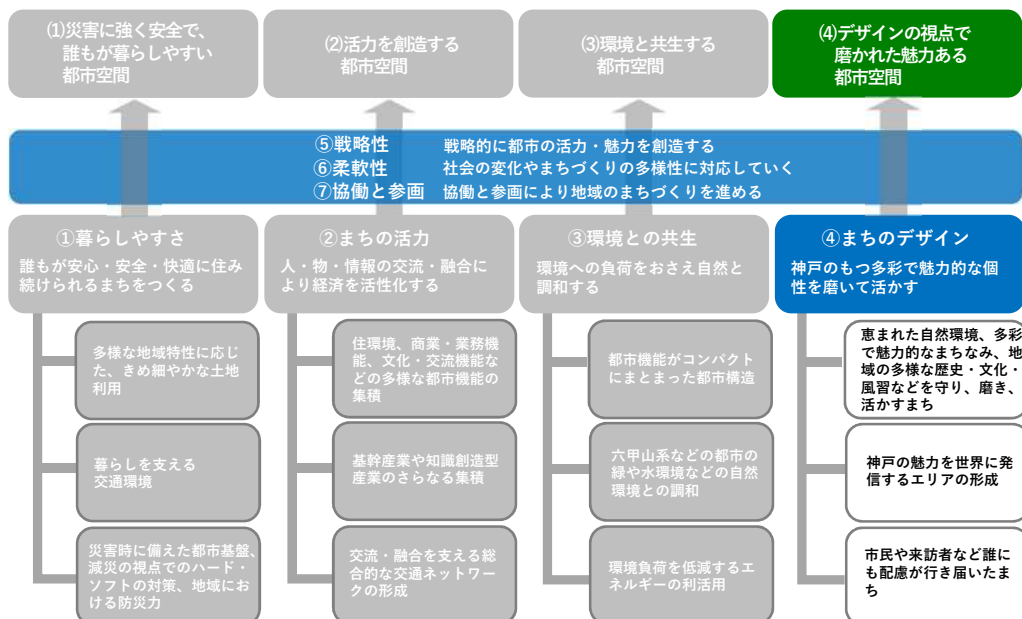 (1)災害に強く安全で、
誰もが暮らしやすい
都市空間
(2)活力を創造する
都市空間
(3)環境と共生する
都市空間
(4)デザインの視点で
磨かれた魅力ある
都市空間
⑤戦略性 戦略的に都市の活力・魅力を創造する
⑥柔軟性 社会の変化やまちづくりの多様性に対応していく
⑦協働と参画 協働と参画により地域のまちづくりを進める
①暮らしやすさ
誰もが安心・安全・快適に住み
続けられるまちをつくる
②まちの活力
人・物・情報の交流・融合に
より経済を活性化する
③環境との共生
環境への負荷をおさえ自然と
調和する
④まちのデザイン
神戸のもつ多彩で魅力的な個
性を磨いて活かす
多様な地域特性に応じ
た、きめ細やかな土地
利用
暮らしを支える
交通環境
災害時に備えた都市基盤、
減災の視点でのハード・
ソフトの対策、地域にお
ける防災力
住環境、商業・業務機
能、文化・交流機能な
どの多様な都市機能の
集積
基幹産業や知識創造型
産業のさらなる集積
交流・融合を支える総
合的な交通ネットワー
クの形成
都市機能がコンパクト
にまとまった都市構造
六甲山系などの都市の
緑や水環境などの自然
環境との調和
環境負荷を低減するエ
ネルギーの利活用
恵まれた自然環境、多彩
で魅力的なまちなみ、地
域の多様な歴史・文化・
風習などを守り、磨き、
活かすまち
神戸の魅力を世界に発
信するエリアの形成
市民や来訪者など誰に
も配慮が行き届いたま
ち